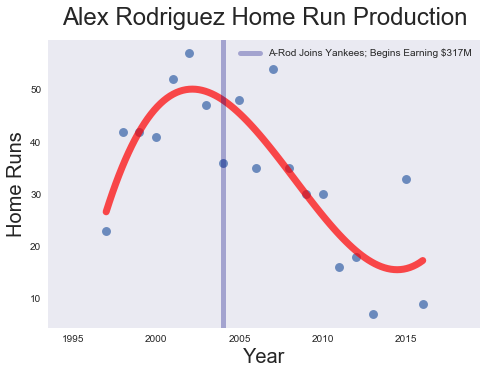 Alex Rodriguez Home Run Production
A-Rod Joins Yankees; Begins Earning $317M
50
40
30
20
10
Home Runs
1995 2000 2005 2010 2015
Year